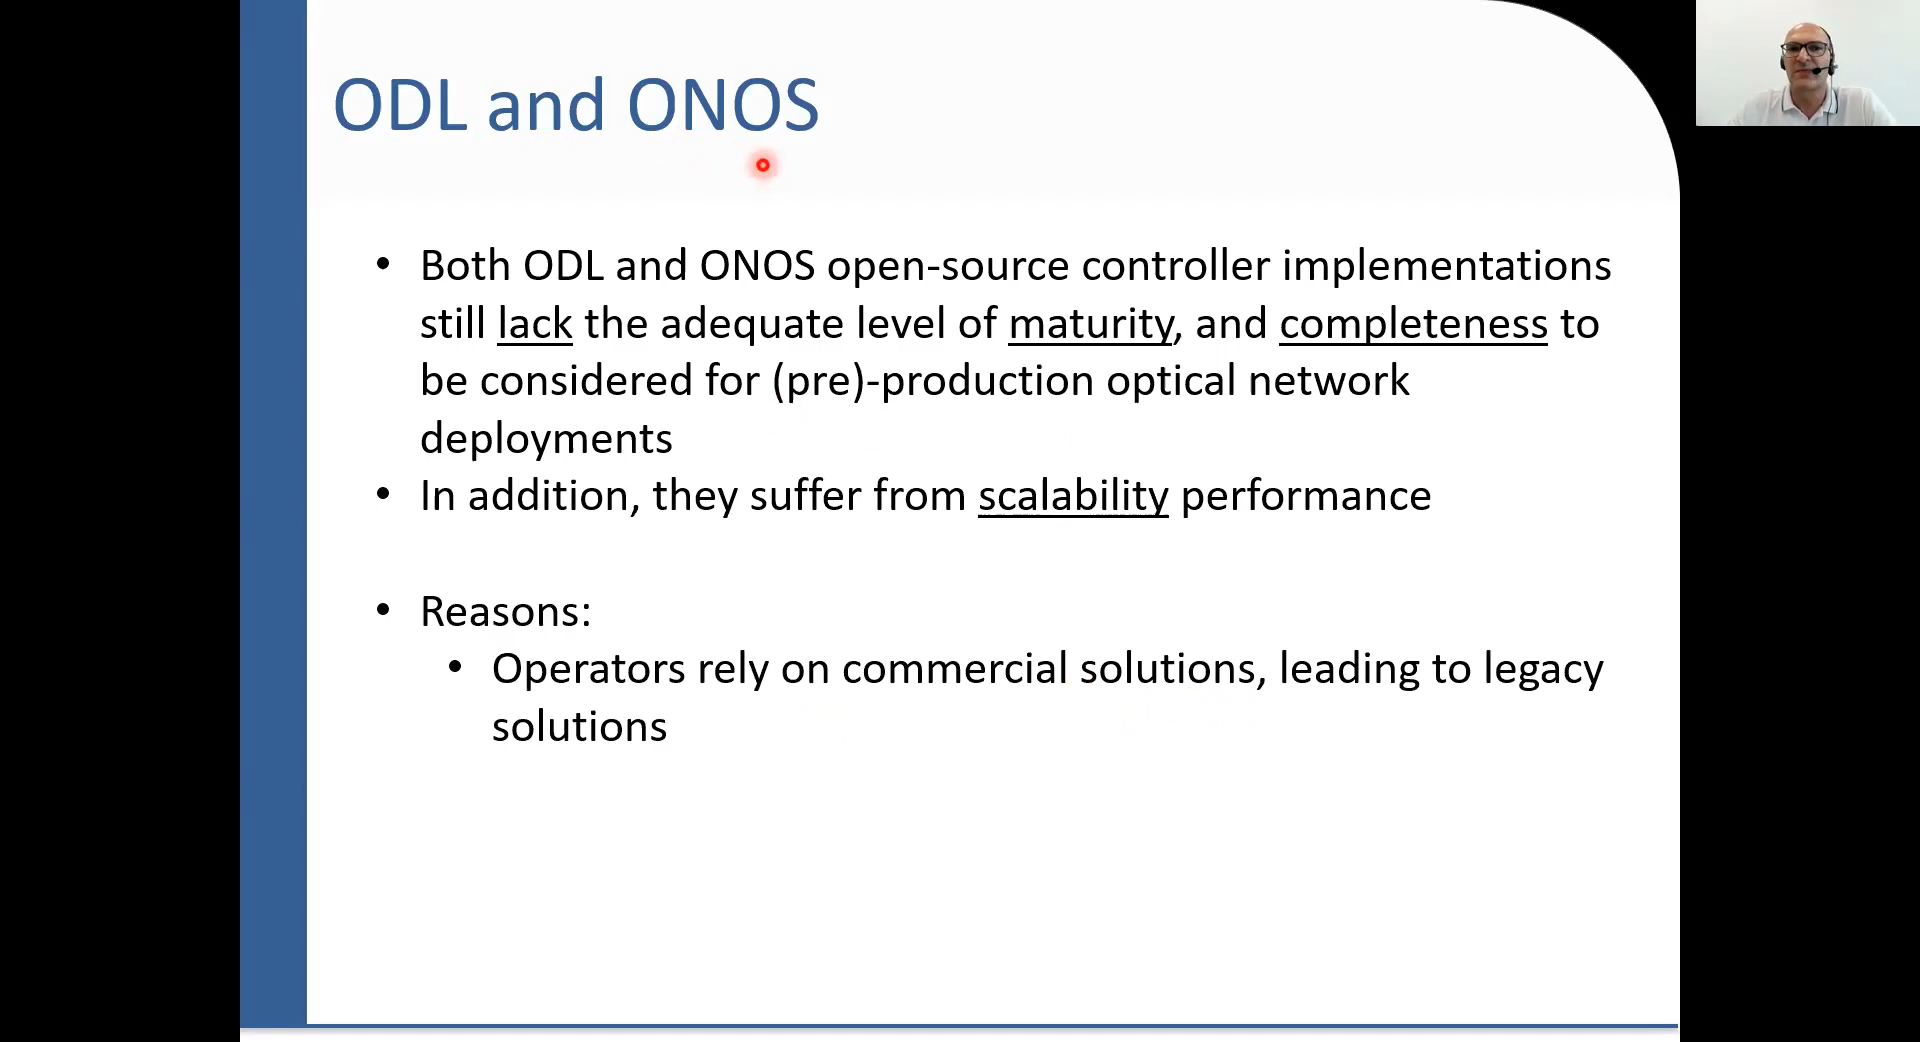 ODL and ONOS
• Both ODL and ONOS open-source controller implementations
still lack the adequate level of maturity, and completeness to
be considered for (pre)-production optical network
deployments
• In addition, they suffer from scalability performance
• Reasons:
• Operators rely on commercial solutions, leading to legacy
solutions